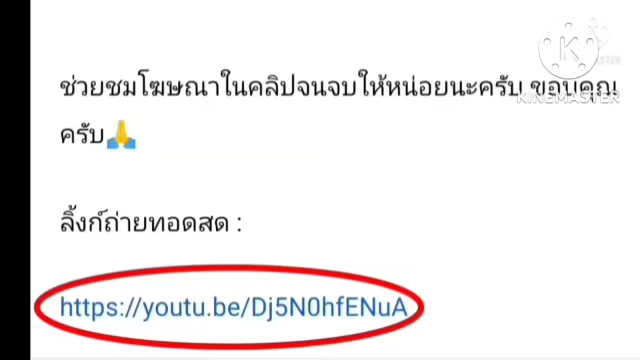 ช่วยชมโฆษณาในคลิปจนจบให้หน่อยนะครับ ขอบคุณ
ครับ🙏
ลิ้งก์ถ่ายทอดสด :
https://youtu.be/Dj5N0hfENuA
K
KINEMASTER